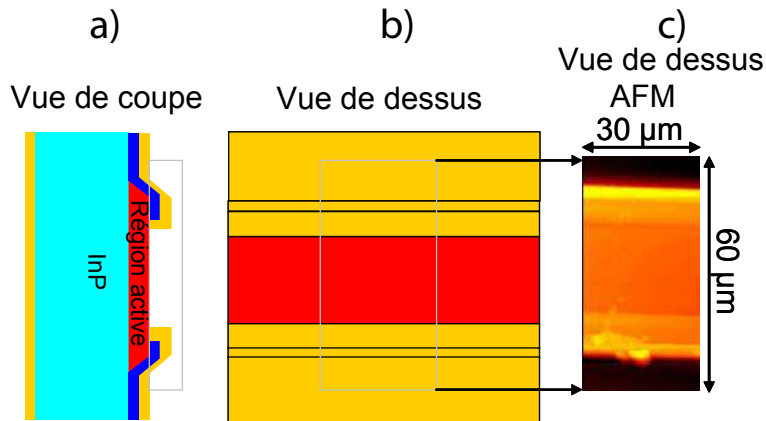 a)
Vue de coupe
InP
Région active
b)
Vue de dessus
c)
Vue de dessus
AFM
30 µm
60 µm